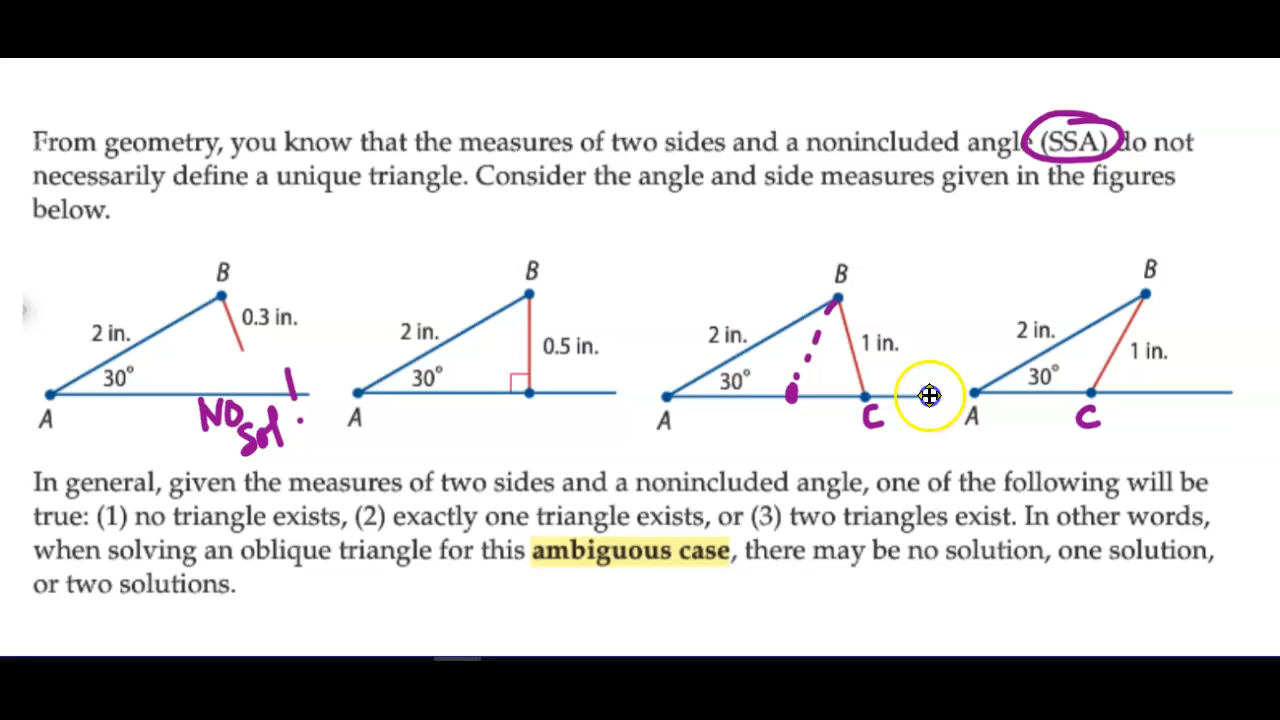 From geometry, you know that the measures of two sides and a nonincluded angle (SSA) do not
necessarily define a unique triangle. Consider the angle and side measures given in the figures
below.
B B B B
2 in. 0.3 in. 2 in. 0.5 in. 2 in. 1 in. 2 in. 1 in.
30° 30° 30° 30°
A A A C A C
NO
Sol!
In general, given the measures of two sides and a nonincluded angle, one of the following will be
true: (1) no triangle exists, (2) exactly one triangle exists, or (3) two triangles exist. In other words,
when solving an oblique triangle for this ambiguous case, there may be no solution, one solution,
or two solutions.